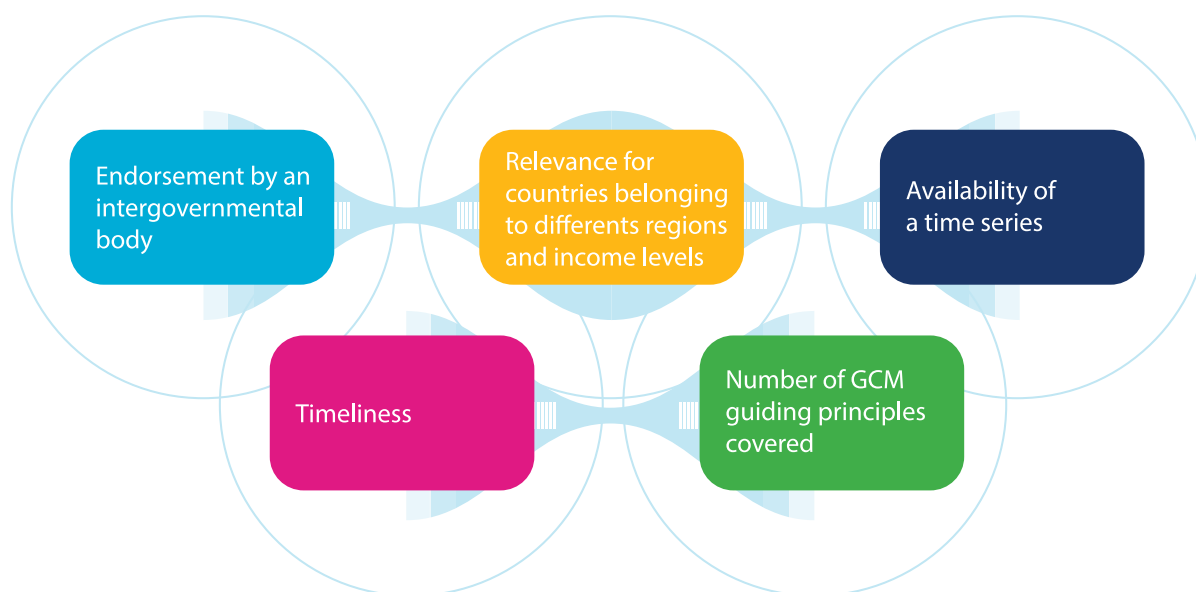 Endorsement by an
intergovernmental
body
Relevance for
countries belonging
to differents regions
and income levels
Availability of
a time series
Timeliness
Number of GCM
guiding principles
covered